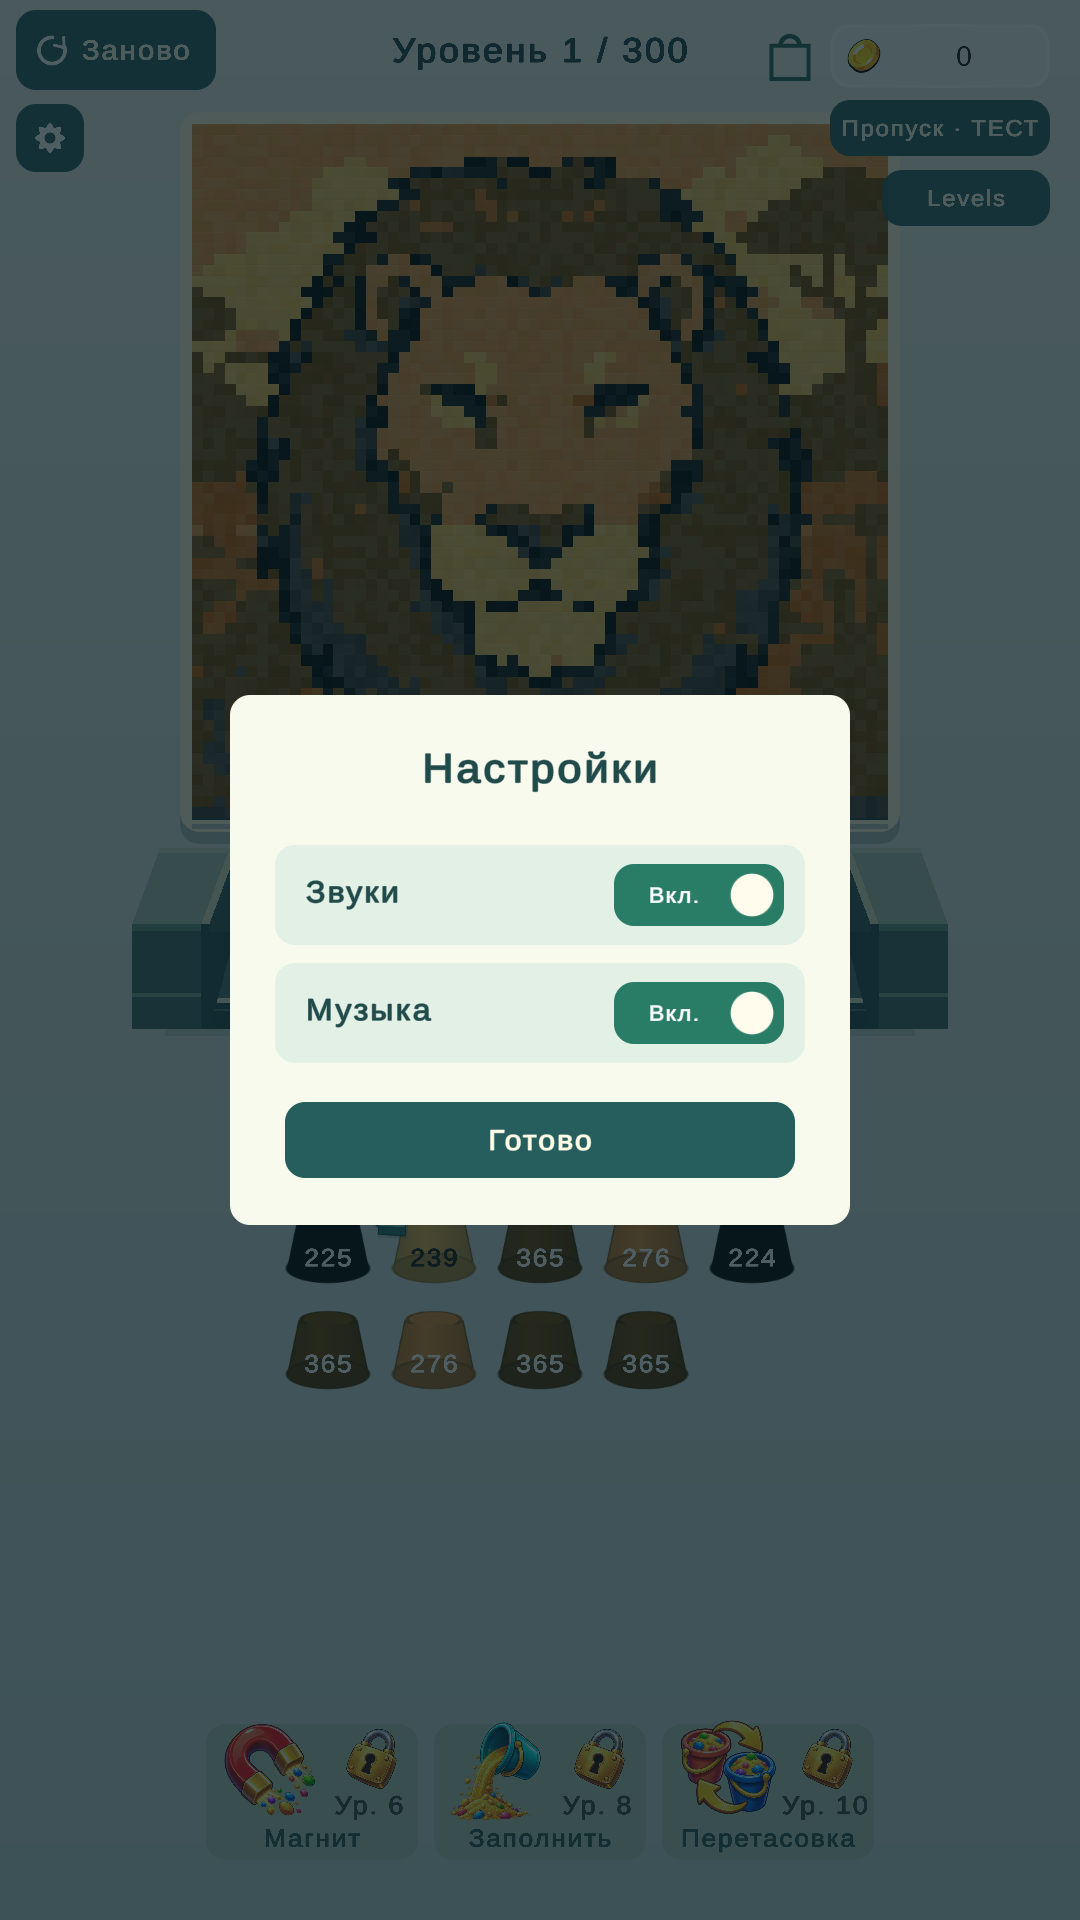 Заново
Уровень 1 / 300
0
Пропуск · ТЕСТ
Levels
Настройки
Звуки
Вкл.
Музыка
Вкл.
Готово
225 239 365 276 224
365 276 365 365
Ур. 6 Ур. 8 Ур. 10
Магнит Заполнить Перетасовка